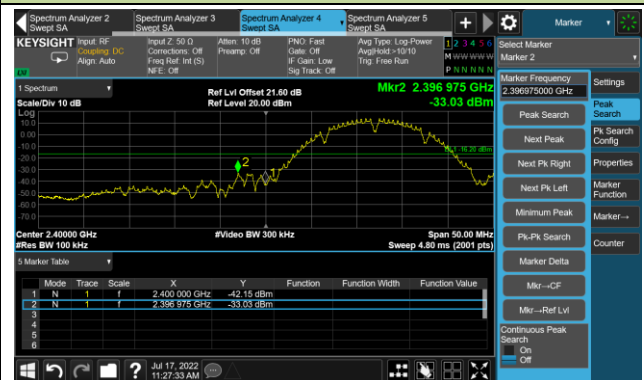 Spectrum Analyzer 2
Swept SA
Spectrum Analyzer 3
Swept SA
Spectrum Analyzer 4
Swept SA
Spectrum Analyzer 5
Swept SA
+
Marker
KEYSIGHT
Input: RF
Coupling: DC
Align: Auto
Input Z: 50 Ω
Corrections: Off
Freq Ref: Int (S)
NFE: Off
Atten: 10 dB
Preamp: Off
PNO: Fast
Gate: Off
IF Gain: Low
Sig Track: Off
Avg Type: Log-Power
Avg|Hold:>10/10
Trig: Free Run
1 2 3 4 5 6
M W W W W W
P N N N N N
Select Marker
Marker 2
1 Spectrum
Scale/Div 10 dB
Ref Lvl Offset 21.60 dB
Ref Level 20.00 dBm
Mkr2 2.396 975 GHz
-33.03 dBm
Log
10.0
0.00
-10.0
-20.0
-30.0
-40.0
-50.0
-60.0
-70.0
2
1
DL1 -16.20 dBm
Center 2.40000 GHz
#Res BW 100 kHz
#Video BW 300 kHz
Span 50.00 MHz
Sweep 4.80 ms (2001 pts)
5 Marker Table
Mode Trace Scale X Y Function Function Width Function Value
1 N 1 f 2.400 000 GHz -42.15 dBm
2 N 1 f 2.396 975 GHz -33.03 dBm
3
4
5
6
Marker Frequency
2.396975000 GHz
Peak Search
Next Peak
Next Pk Right
Next Pk Left
Minimum Peak
Pk-Pk Search
Marker Delta
Mkr→CF
Mkr→Ref Lvl
Continuous Peak
Search
On
Off
Settings
Peak
Search
Pk Search
Config
Properties
Marker
Function
Marker→
Counter
?
Jul 17, 2022
11:27:33 AM